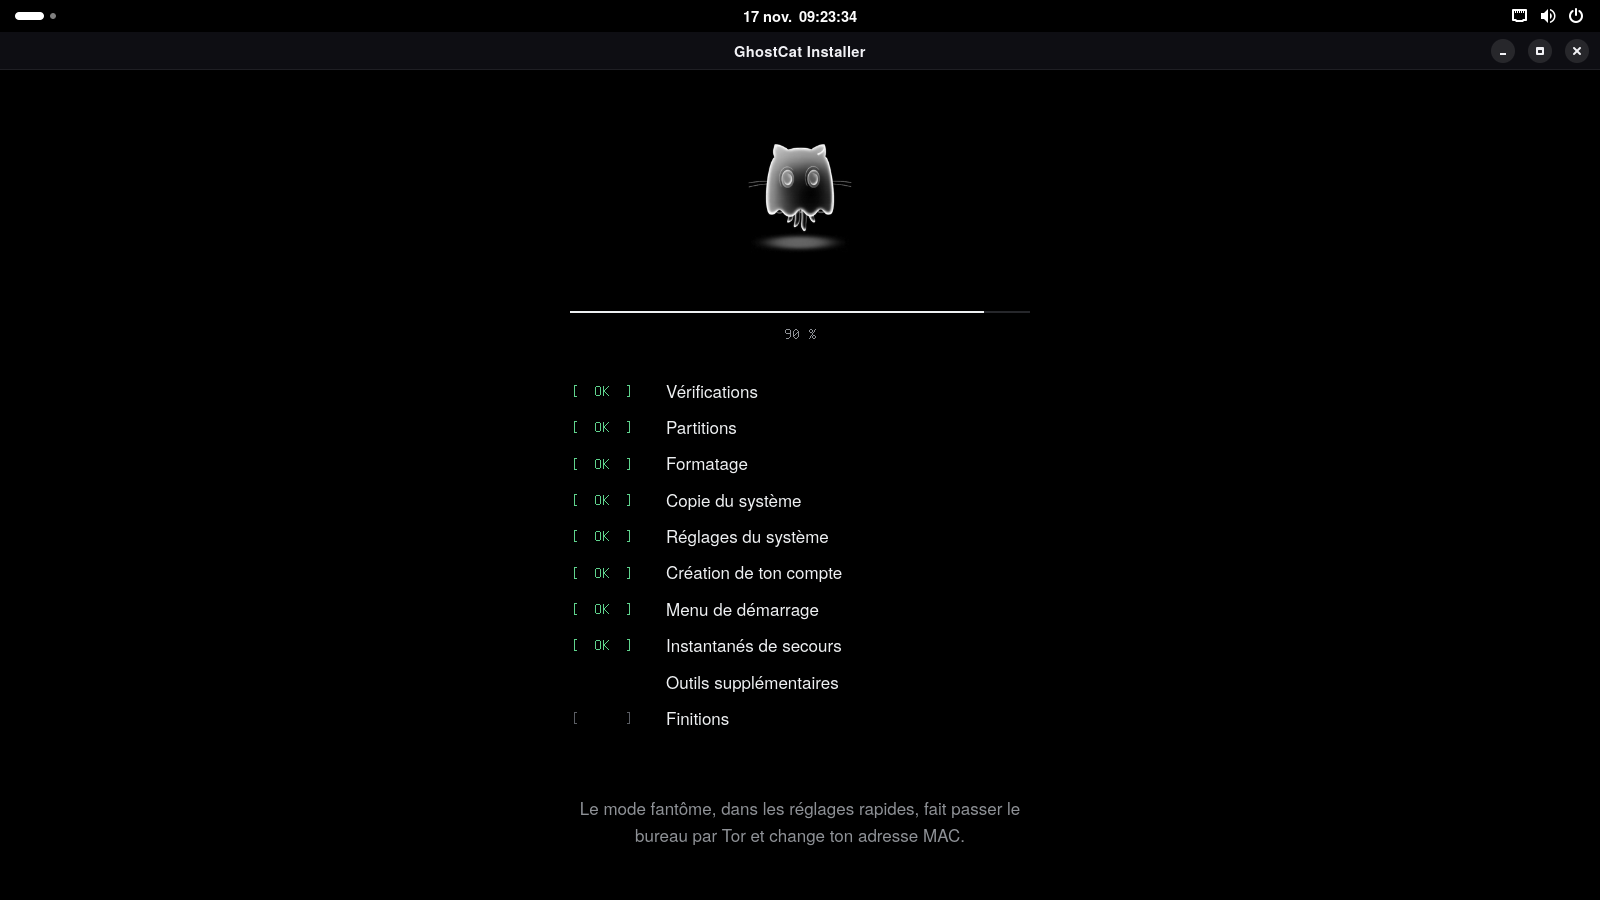 17 nov. 09:23:34
GhostCat Installer
90 %
[ OK ] Vérifications
[ OK ] Partitions
[ OK ] Formatage
[ OK ] Copie du système
[ OK ] Réglages du système
[ OK ] Création de ton compte
[ OK ] Menu de démarrage
[ OK ] Instantanés de secours
Outils supplémentaires
[ ] Finitions
Le mode fantôme, dans les réglages rapides, fait passer le
bureau par Tor et change ton adresse MAC.